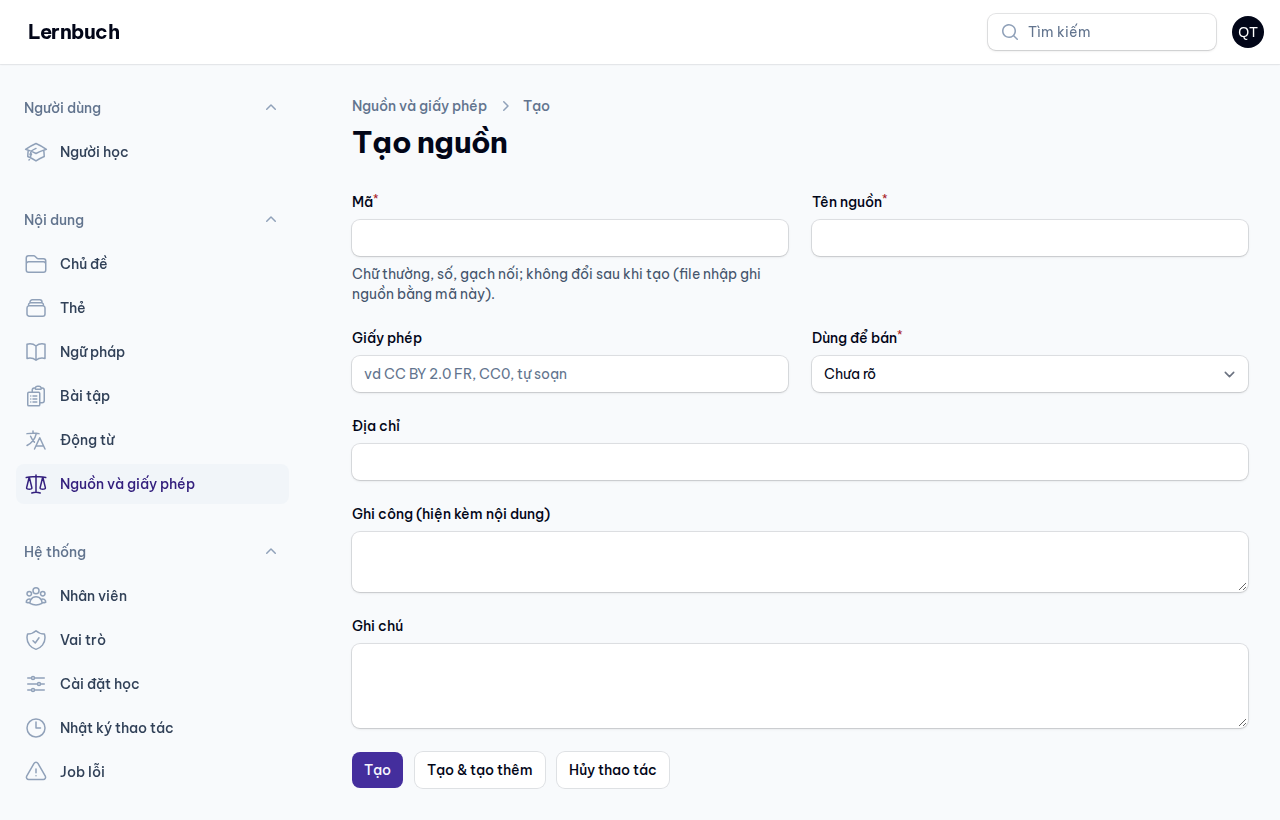 Lernbuch
Tìm kiếm
QT
Người dùng
Người học
Nội dung
Chủ đề
Thẻ
Ngữ pháp
Bài tập
Động từ
Nguồn và giấy phép
Hệ thống
Nhân viên
Vai trò
Cài đặt học
Nhật ký thao tác
Job lỗi
Nguồn và giấy phép
Tạo
Tạo nguồn
Mã*
Chữ thường, số, gạch nối; không đổi sau khi tạo (file nhập ghi
nguồn bằng mã này).
Tên nguồn*
Giấy phép
vd CC BY 2.0 FR, CC0, tự soạn
Dùng để bán*
Chưa rõ
Địa chỉ
Ghi công (hiện kèm nội dung)
Ghi chú
Tạo
Tạo & tạo thêm
Hủy thao tác